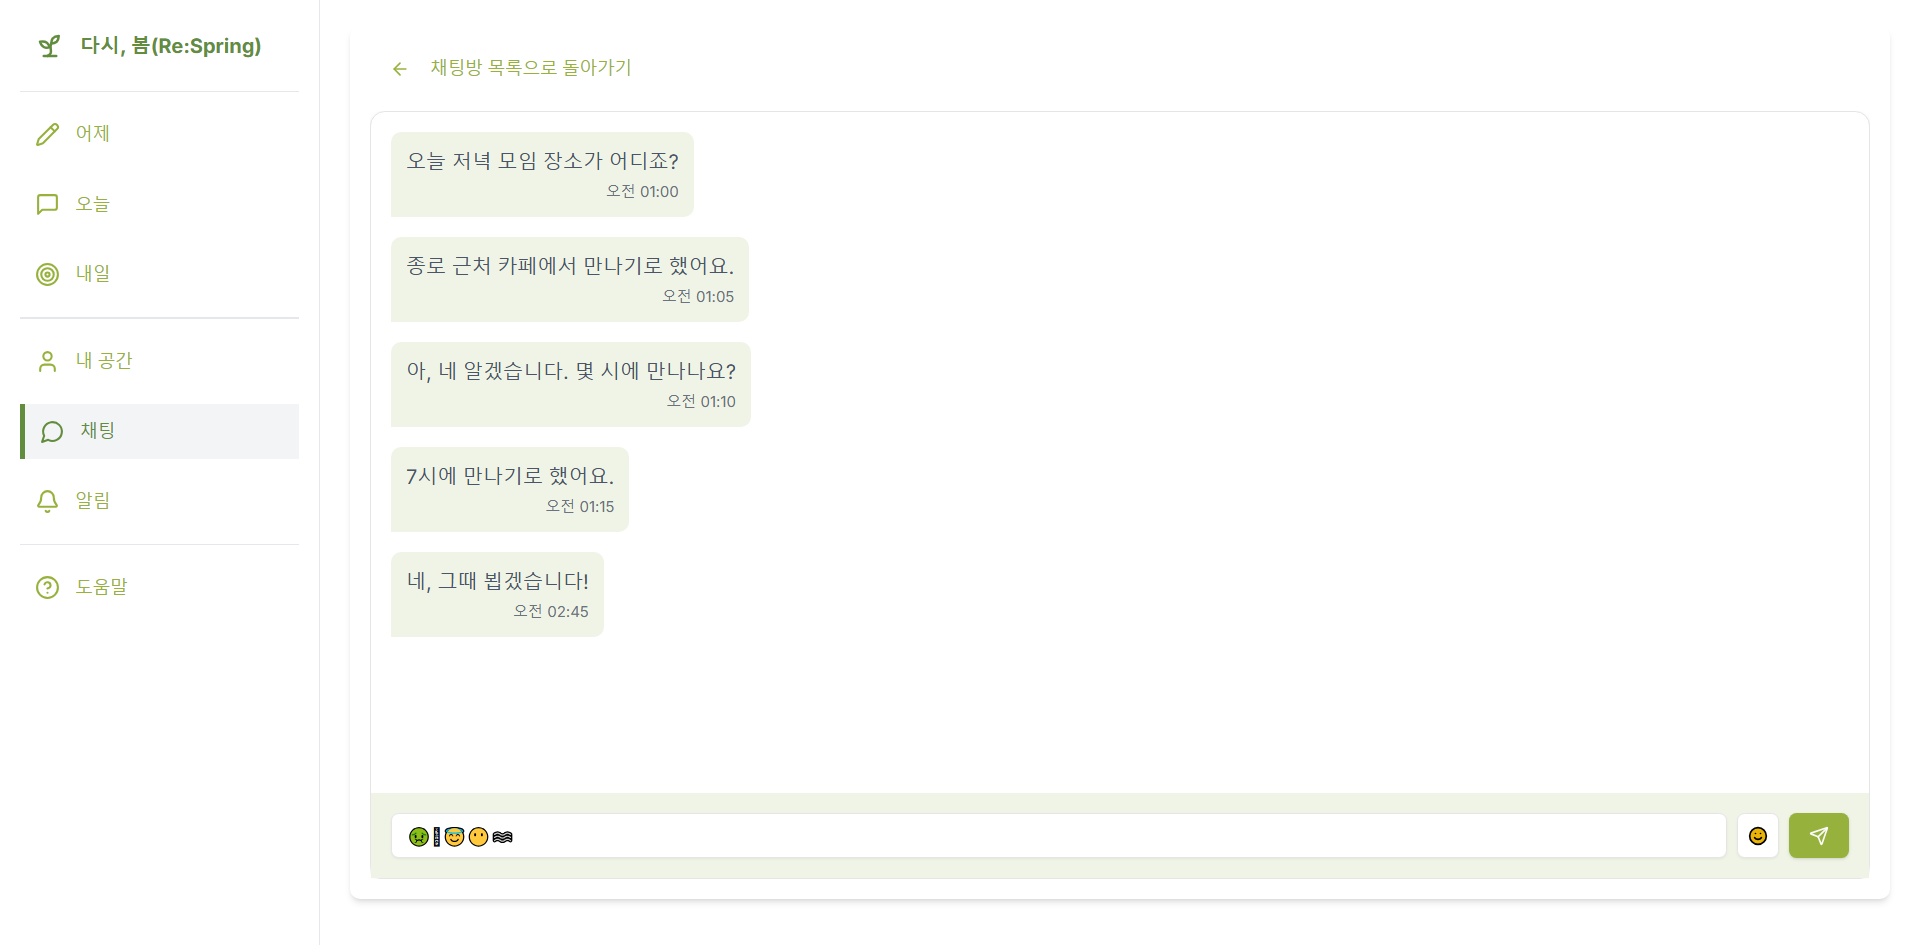 다시, 봄(Re:Spring)
어제
오늘
내일
내 공간
채팅
알림
도움말
채팅방 목록으로 돌아가기
오늘 저녁 모임 장소가 어디죠?
오전 01:00
종로 근처 카페에서 만나기로 했어요.
오전 01:05
아, 네 알겠습니다. 몇 시에 만나나요?
오전 01:10
7시에 만나기로 했어요.
오전 01:15
네, 그때 뵙겠습니다!
오전 02:45